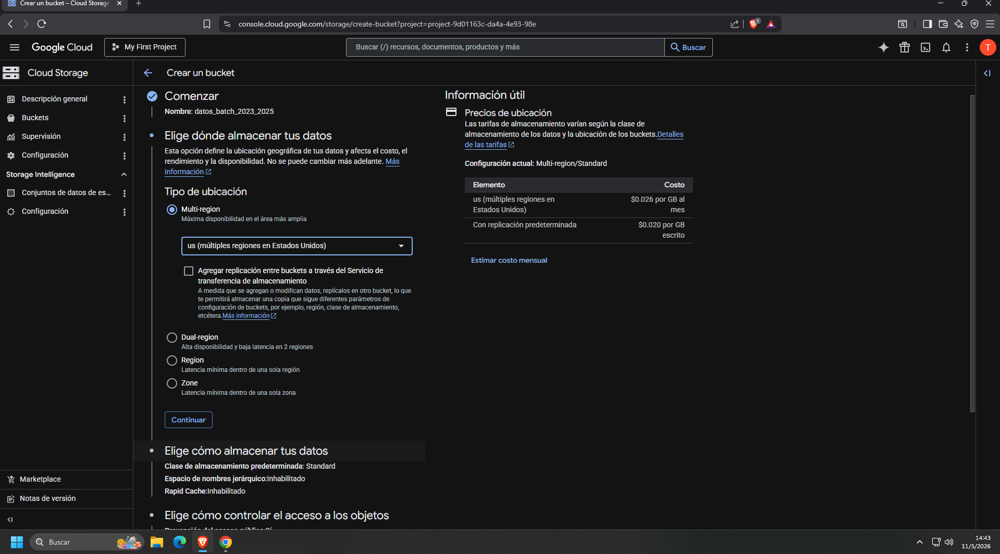 Crear un bucket – Cloud Storage
console.cloud.google.com/storage/create-bucket?project=project-9d01163c-da4a-4e93-98e
1
Google Cloud
My First Project
Buscar (/) recursos, documentos, productos y más
Buscar
T
Cloud Storage
Descripción general
Buckets
Supervisión
Configuración
Storage Intelligence
Conjuntos de datos de es...
Configuración
Marketplace
Notas de versión
Crear un bucket
Comenzar
Nombre: datos_batch_2023_2025
Elige dónde almacenar tus datos
Esta opción define la ubicación geográfica de tus datos y afecta el costo, el
rendimiento y la disponibilidad. No se puede cambiar más adelante. Más
información
Tipo de ubicación
Multi-region
Máxima disponibilidad en el área más amplia
us (múltiples regiones en Estados Unidos)
Agregar replicación entre buckets a través del Servicio de
transferencia de almacenamiento
A medida que se agregan o modifican datos, replícalos en otro bucket, lo que
te permitirá almacenar una copia que sigue diferentes parámetros de
configuración de buckets, por ejemplo, región, clase de almacenamiento,
etcétera.Más información
Dual-region
Alta disponibilidad y baja latencia en 2 regiones
Region
Latencia mínima dentro de una sola región
Zone
Latencia mínima dentro de una sola zona
Continuar
Elige cómo almacenar tus datos
Clase de almacenamiento predeterminada: Standard
Espacio de nombres jerárquico:Inhabilitado
Rapid Cache:Inhabilitado
Elige cómo controlar el acceso a los objetos
Prevención del acceso público:Sí
Información útil
Precios de ubicación
Las tarifas de almacenamiento varían según la clase de
almacenamiento de los datos y la ubicación de los buckets.Detalles
de las tarifas
Configuración actual: Multi-region/Standard
Elemento Costo
us (múltiples regiones en $0.026 por GB al
Estados Unidos) mes
Con replicación predeterminada $0.020 por GB
escrito
Estimar costo mensual
Buscar
14:43
11/5/2026